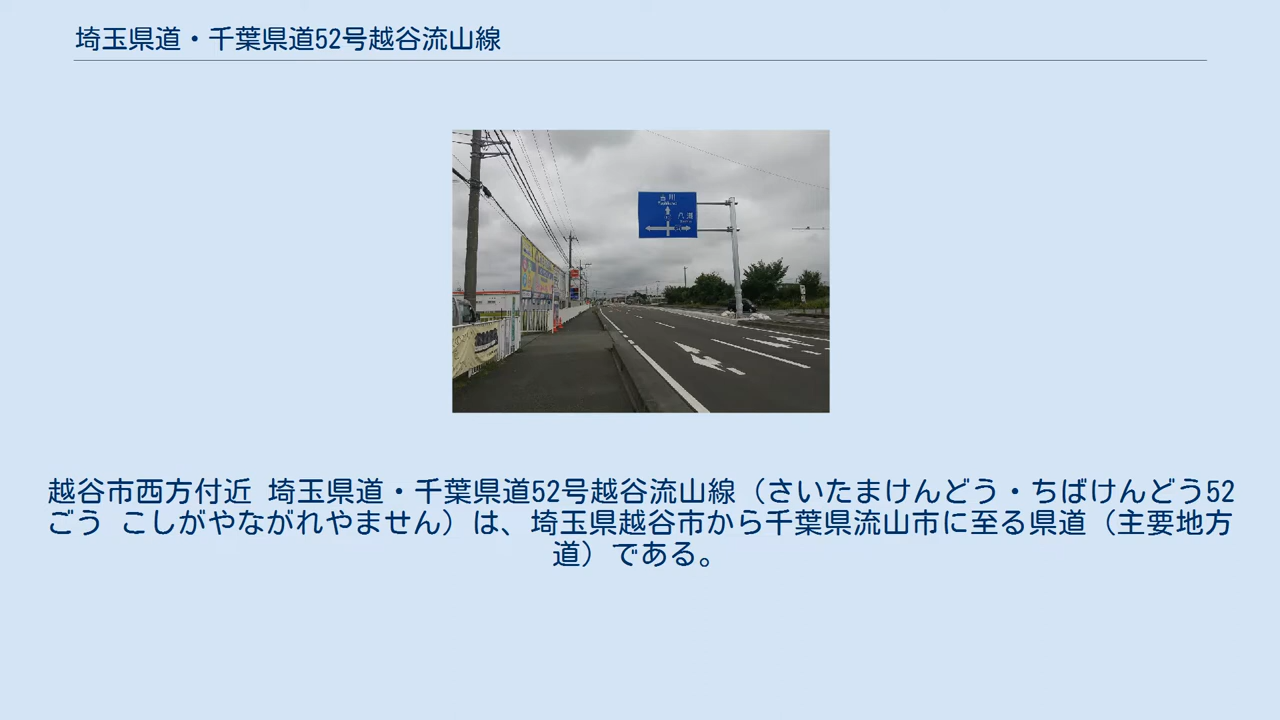 埼玉県道・千葉県道52号越谷流山線
吉川
八潮
越谷市西方付近 埼玉県道・千葉県道52号越谷流山線（さいたまけんどう・ちばけんどう52
ごう こしがやながれやません）は、埼玉県越谷市から千葉県流山市に至る県道（主要地方
道）である。